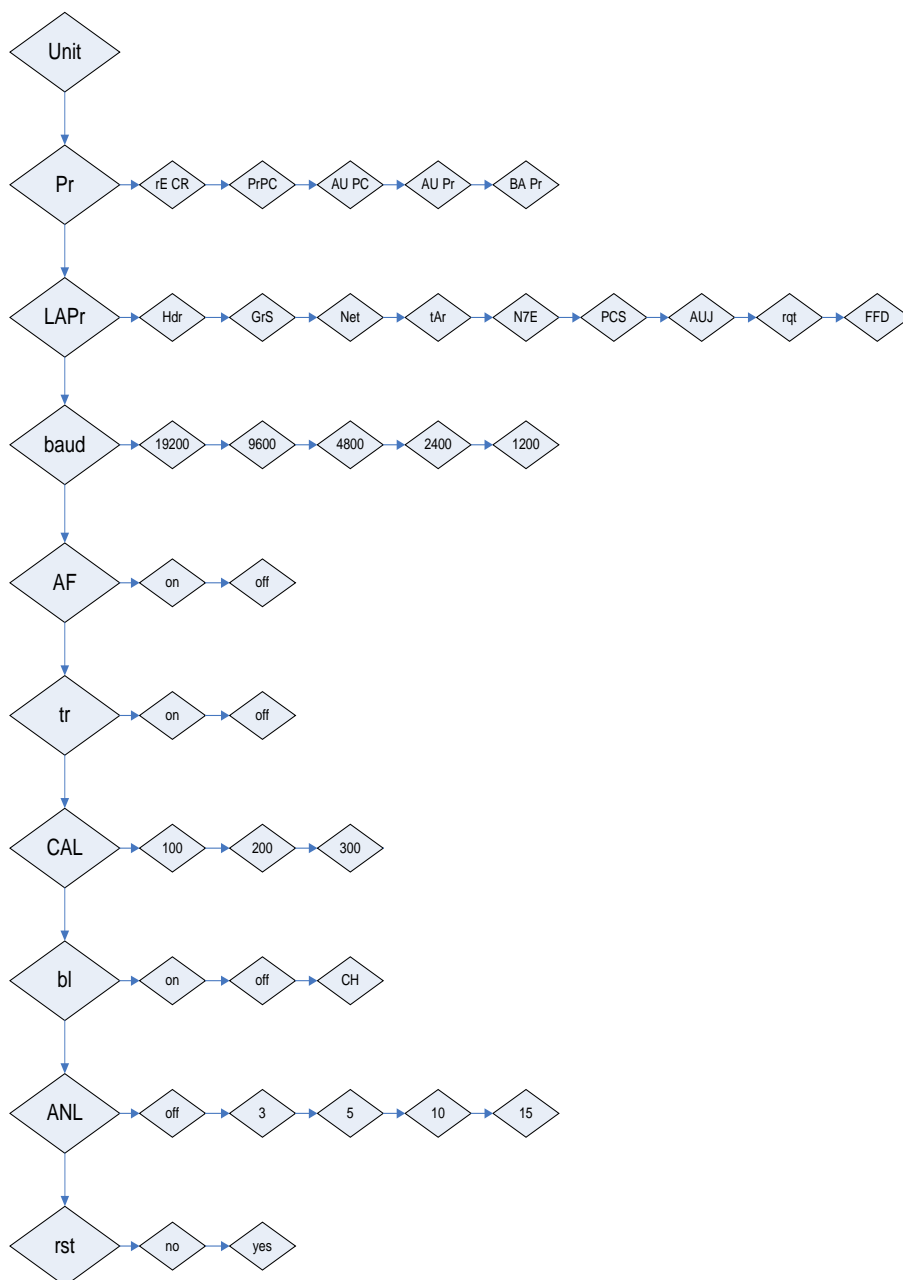 Unit
Pr rE CR PrPC AU PC AU Pr BA Pr
LAPr Hdr GrS Net tAr N7E PCS AUJ rqt FFD
baud 19200 9600 4800 2400 1200
AF on off
tr on off
CAL 100 200 300
bl on off CH
ANL off 3 5 10 15
rst no yes